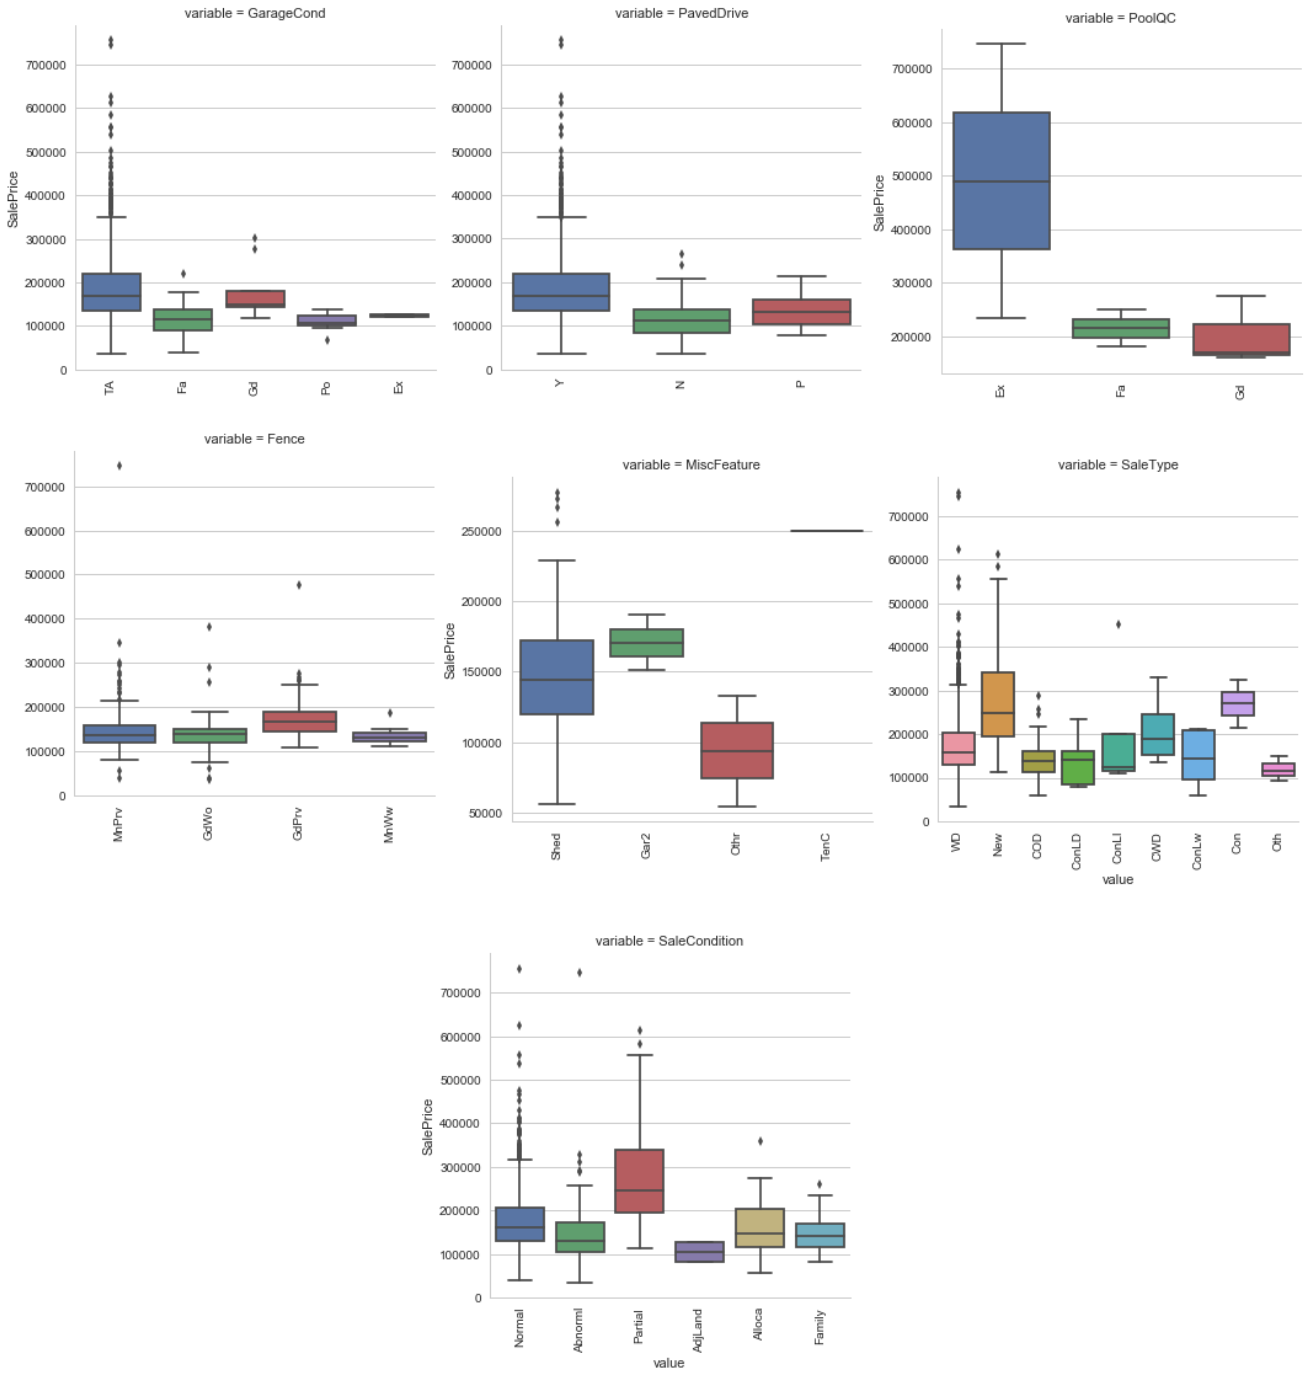 variable = GarageCond
SalePrice
700000
600000
500000
400000
300000
200000
100000
0
TA
Fa
Gd
Po
Ex
variable = PavedDrive
700000
600000
500000
400000
300000
200000
100000
0
Y
N
P
variable = PoolQC
SalePrice
700000
600000
500000
400000
300000
200000
Ex
Fa
Gd
variable = Fence
700000
600000
500000
400000
300000
200000
100000
0
MnPrv
GdWo
GdPrv
MnWw
variable = MiscFeature
SalePrice
250000
200000
150000
100000
50000
Shed
Gar2
Othr
TenC
variable = SaleType
700000
600000
500000
400000
300000
200000
100000
0
WD
New
COD
ConLD
ConLI
CWD
ConLw
Con
Oth
value
variable = SaleCondition
SalePrice
700000
600000
500000
400000
300000
200000
100000
0
Normal
Abnorml
Partial
AdjLand
Alloca
Family
value